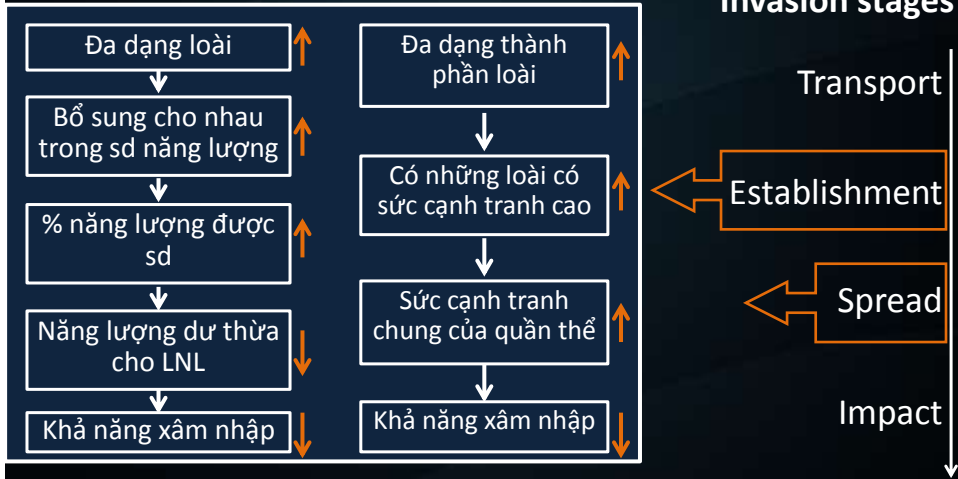 Invasion stages
Đa dạng loài
Bổ sung cho nhau
trong sd năng lượng
% năng lượng được
sd
Năng lượng dư thừa
cho LNL
Khả năng xâm nhập
Đa dạng thành
phần loài
Có những loài có
sức cạnh tranh cao
Sức cạnh tranh
chung của quần thể
Khả năng xâm nhập
Transport
Establishment
Spread
Impact